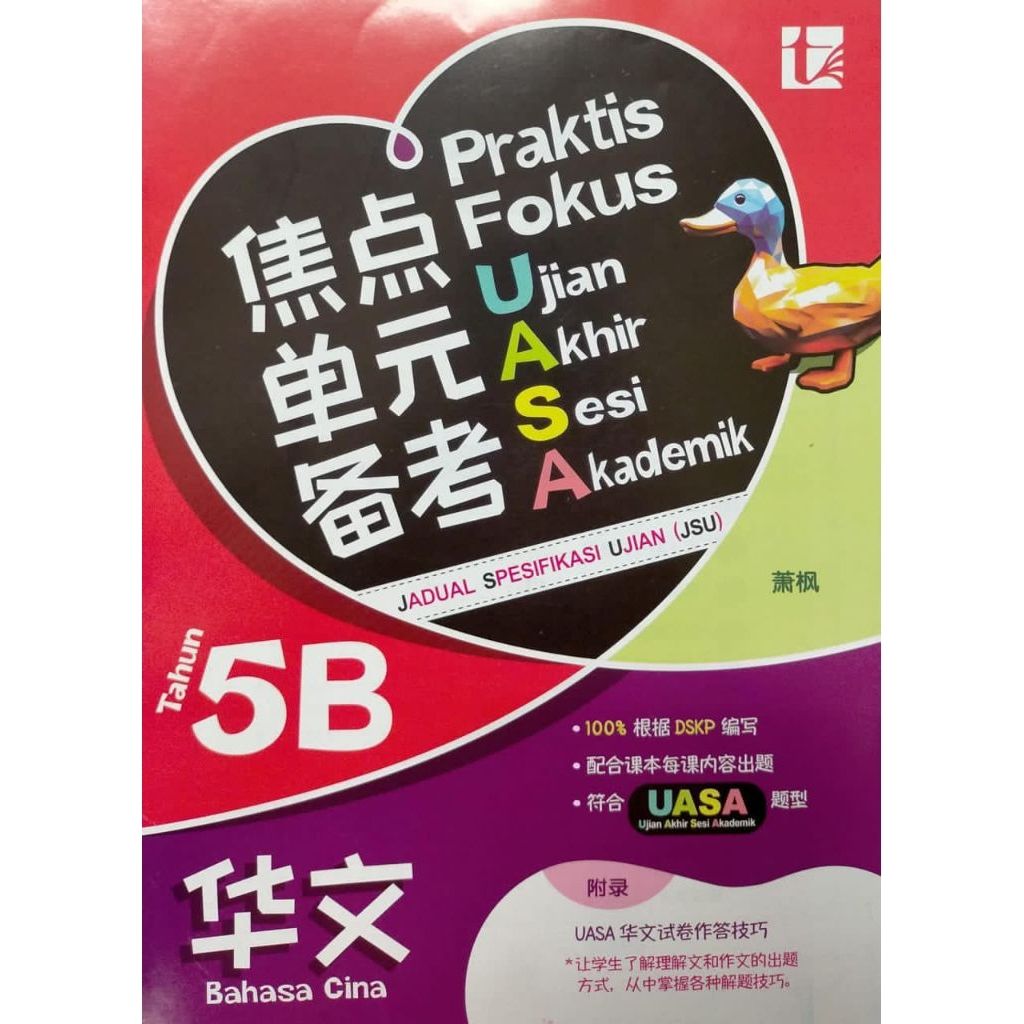 焦点
单元
备考
Praktis
Fokus
Ujian
Akhir
Sesi
Akademik
JADUAL SPESIFIKASI UJIAN (JSU)
萧枫
Tahun
5B
• 100% 根据 DSKP 编写
• 配合课本每课内容出题
• 符合 UASA 题型
Ujian Akhir Sesi Akademik
华文
Bahasa Cina
附录
UASA 华文试卷作答技巧
*让学生了解理解文和作文的出题
方式，从中掌握各种解题技巧。